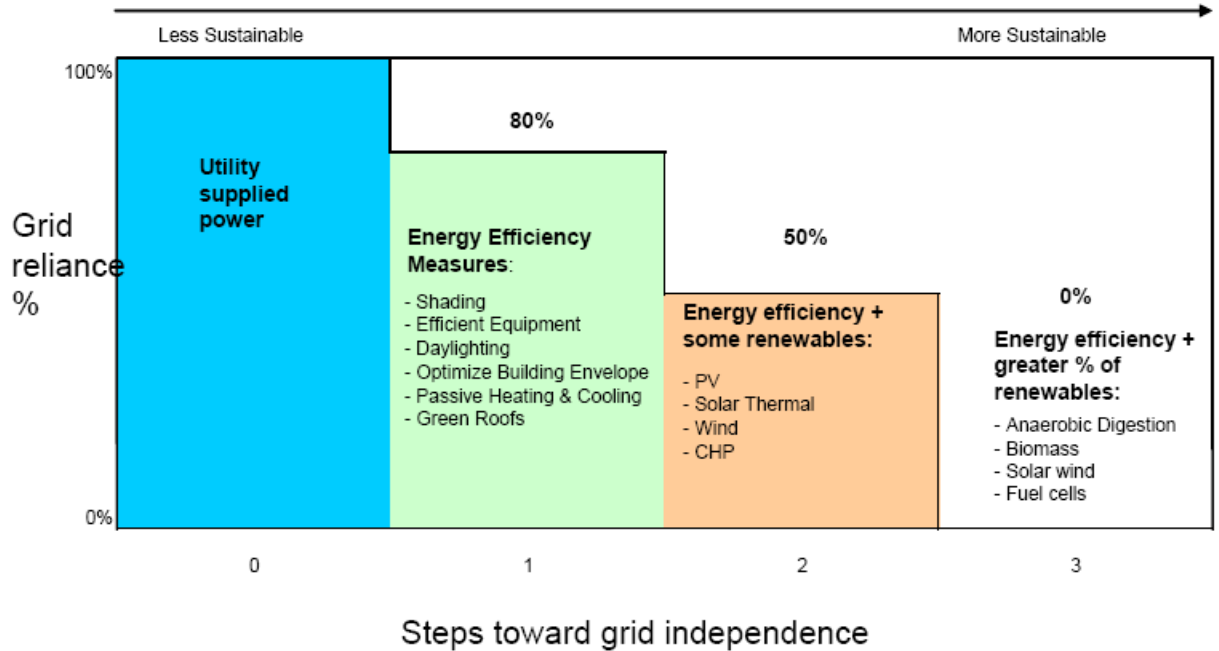 Less Sustainable
More Sustainable
100%
80%
Utility
supplied
power
Grid
reliance
%
Energy Efficiency
Measures:
- Shading
- Efficient Equipment
- Daylighting
- Optimize Building Envelope
- Passive Heating & Cooling
- Green Roofs
50%
Energy efficiency +
some renewables:
- PV
- Solar Thermal
- Wind
- CHP
0%
Energy efficiency +
greater % of
renewables:
- Anaerobic Digestion
- Biomass
- Solar wind
- Fuel cells
0%
0
1
2
3
Steps toward grid independence